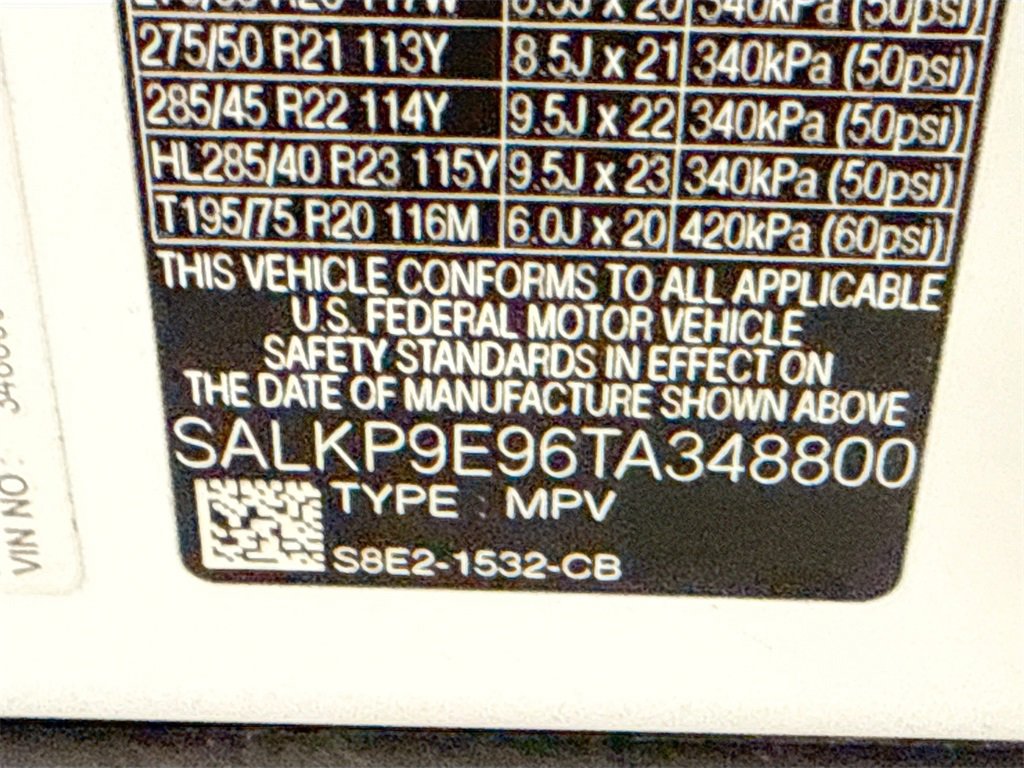 275/50 R21 113Y 8.5J x 21 340kPa (50psi)
285/45 R22 114Y 9.5J x 22 340kPa (50psi)
HL285/40 R23 115Y 9.5J x 23 340kPa (50psi)
T195/75 R20 116M 6.0J x 20 420kPa (60psi)
THIS VEHICLE CONFORMS TO ALL APPLICABLE
U.S. FEDERAL MOTOR VEHICLE
SAFETY STANDARDS IN EFFECT ON
THE DATE OF MANUFACTURE SHOWN ABOVE
SALKP9E96TA348800
TYPE : MPV
S8E2-1532-CB
VIN NO :